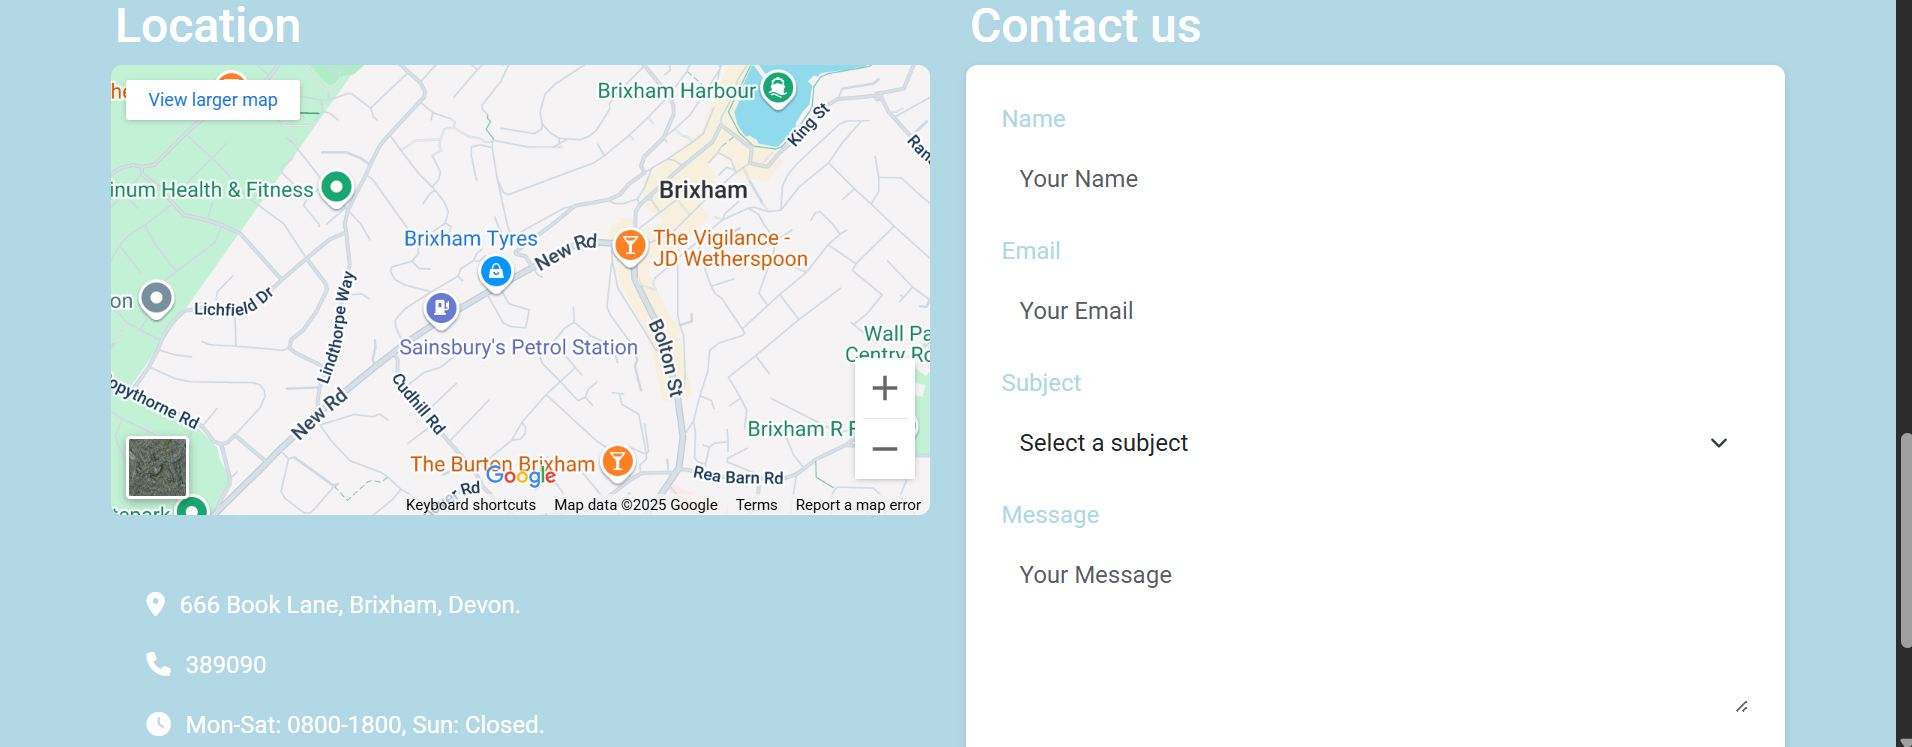 Location
View larger map
Brixham Harbour
King St
inum Health & Fitness
Brixham
Brixham Tyres
New Rd
The Vigilance -
JD Wetherspoon
on
Lichfield Dr
Lindthorpe Way
Sainsbury's Petrol Station
Bolton St
Wall Pa
Centry Ro
opythorne Rd
New Rd
Cudhill Rd
Brixham R F
The Burton Brixham
Google
Rea Barn Rd
er Rd
Keyboard shortcuts
Map data ©2025 Google
Terms
Report a map error
666 Book Lane, Brixham, Devon.
389090
Mon-Sat: 0800-1800, Sun: Closed.
Contact us
Name
Your Name
Email
Your Email
Subject
Select a subject
Message
Your Message